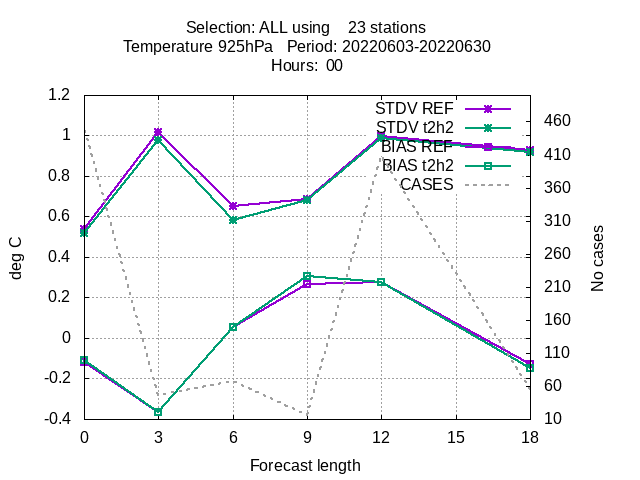 Selection: ALL using 23 stations
Temperature 925hPa Period: 20220603-20220630
Hours: 00
1.2
1
0.8
0.6
0.4
0.2
0
-0.2
-0.4
deg C
STDV REF
STDV t2h2
BIAS REF
BIAS t2h2
CASES
460
410
360
310
260
210
160
110
60
10
No cases
0 3 6 9 12 15 18
Forecast length